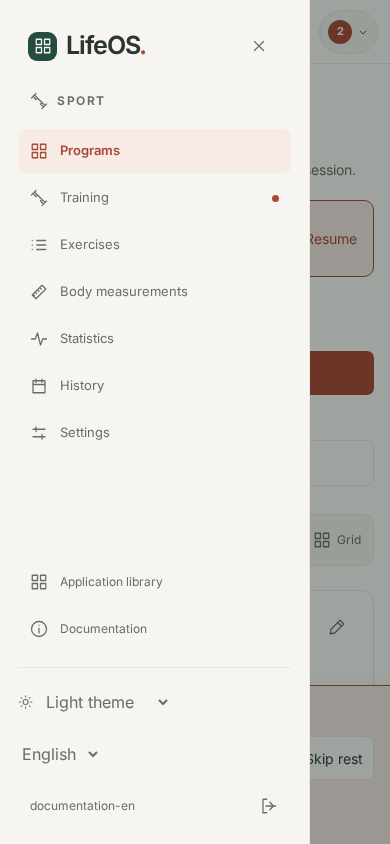 LifeOS.
2
SPORT
session.
Programs
Training
Resume
Exercises
Body measurements
Statistics
History
Settings
Grid
Application library
Documentation
Light theme
English
Skip rest
documentation-en